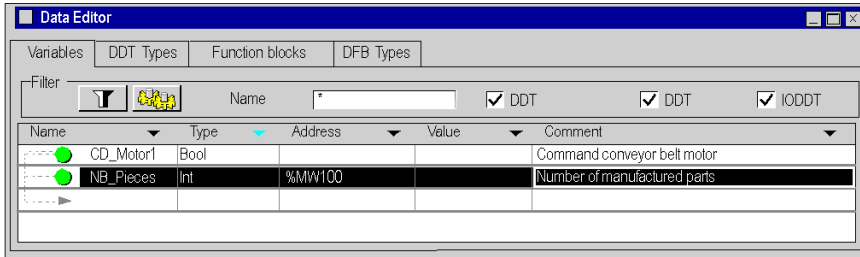 Data Editor
Variables DDT Types Function blocks DFB Types
Filter
Name * DDT DDT IODDT
Name Type Address Value Comment
CD_Motor1 Bool Command conveyor belt motor
NB_Pieces Int %MW100 Number of manufactured parts